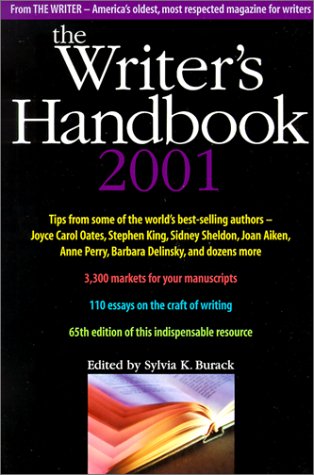 From THE WRITER – America's oldest, most respected magazine for writers
the
Writer's
Handbook
2001
Tips from some of the world's best-selling authors –
Joyce Carol Oates, Stephen King, Sidney Sheldon, Joan Aiken,
Anne Perry, Barbara Delinsky, and dozens more
3,300 markets for your manuscripts
110 essays on the craft of writing
65th edition of this indispensable resource
Edited by Sylvia K. Burack